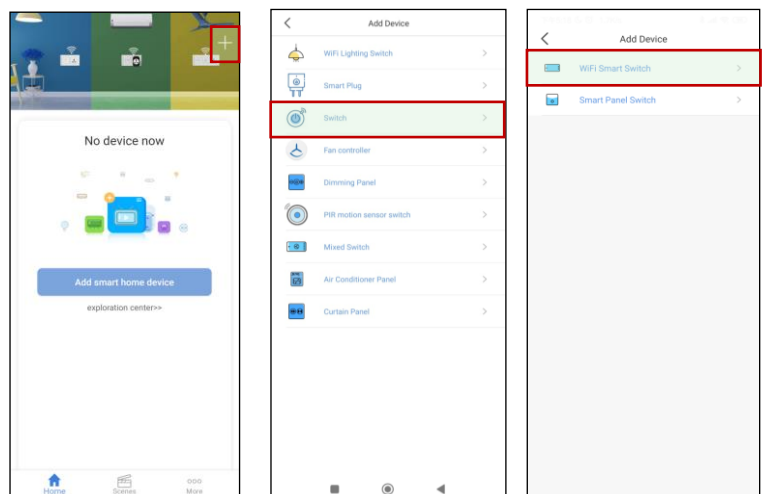 No device now
Add smart home device
exploration center>>
Home
Scenes
More
Add Device
WiFi Lighting Switch
Smart Plug
Switch
Fan controller
Dimming Panel
PIR motion sensor switch
Mixed Switch
Air Conditioner Panel
Curtain Panel
Add Device
WiFi Smart Switch
Smart Panel Switch